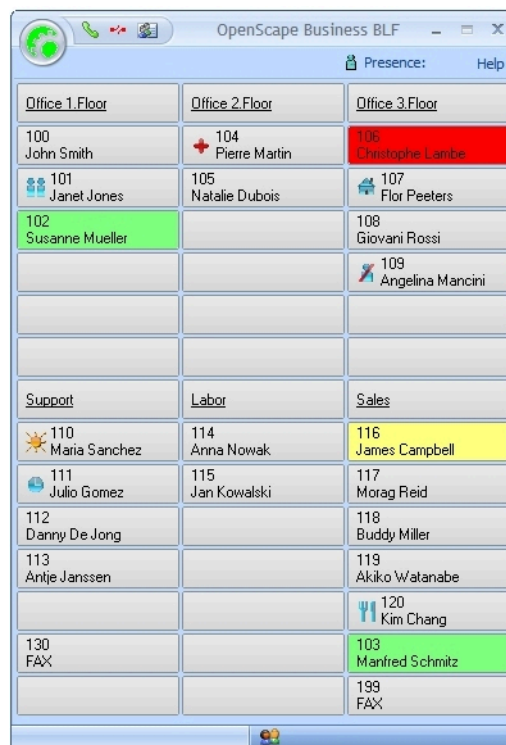 OpenScape Business BLF
Presence:
Help
Office 1.Floor
Office 2.Floor
Office 3.Floor
100
John Smith
104
Pierre Martin
106
Christophe Lambe
101
Janet Jones
105
Natalie Dubois
107
Flor Peeters
102
Susanne Mueller
108
Giovani Rossi
109
Angelina Mancini
Support
Labor
Sales
110
Maria Sanchez
114
Anna Nowak
116
James Campbell
111
Julio Gomez
115
Jan Kowalski
117
Morag Reid
112
Danny De Jong
118
Buddy Miller
113
Antje Janssen
119
Akiko Watanabe
120
Kim Chang
130
FAX
103
Manfred Schmitz
199
FAX